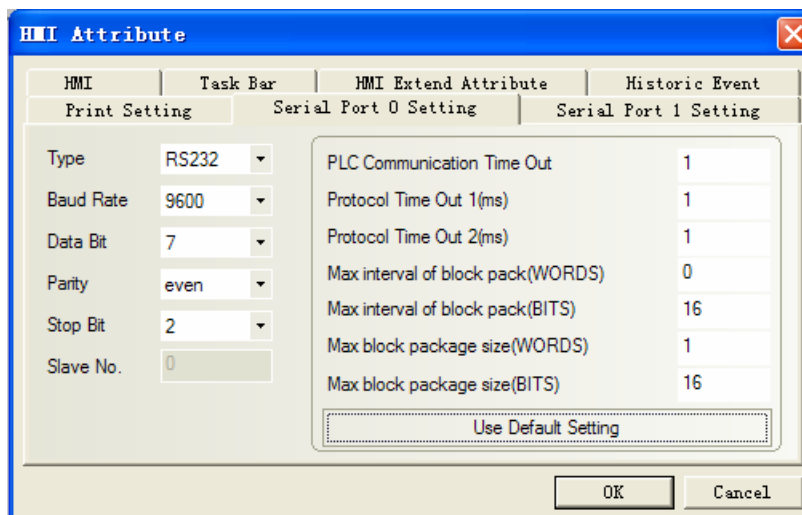 HMI Attribute
HMI Task Bar HMI Extend Attribute Historic Event
Print Setting Serial Port 0 Setting Serial Port 1 Setting
Type RS232
Baud Rate 9600
Data Bit 7
Parity even
Stop Bit 2
Slave No. 0
PLC Communication Time Out 1
Protocol Time Out 1(ms) 1
Protocol Time Out 2(ms) 1
Max interval of block pack(WORDS) 0
Max interval of block pack(BITS) 16
Max block package size(WORDS) 1
Max block package size(BITS) 16
Use Default Setting
OK Cancel